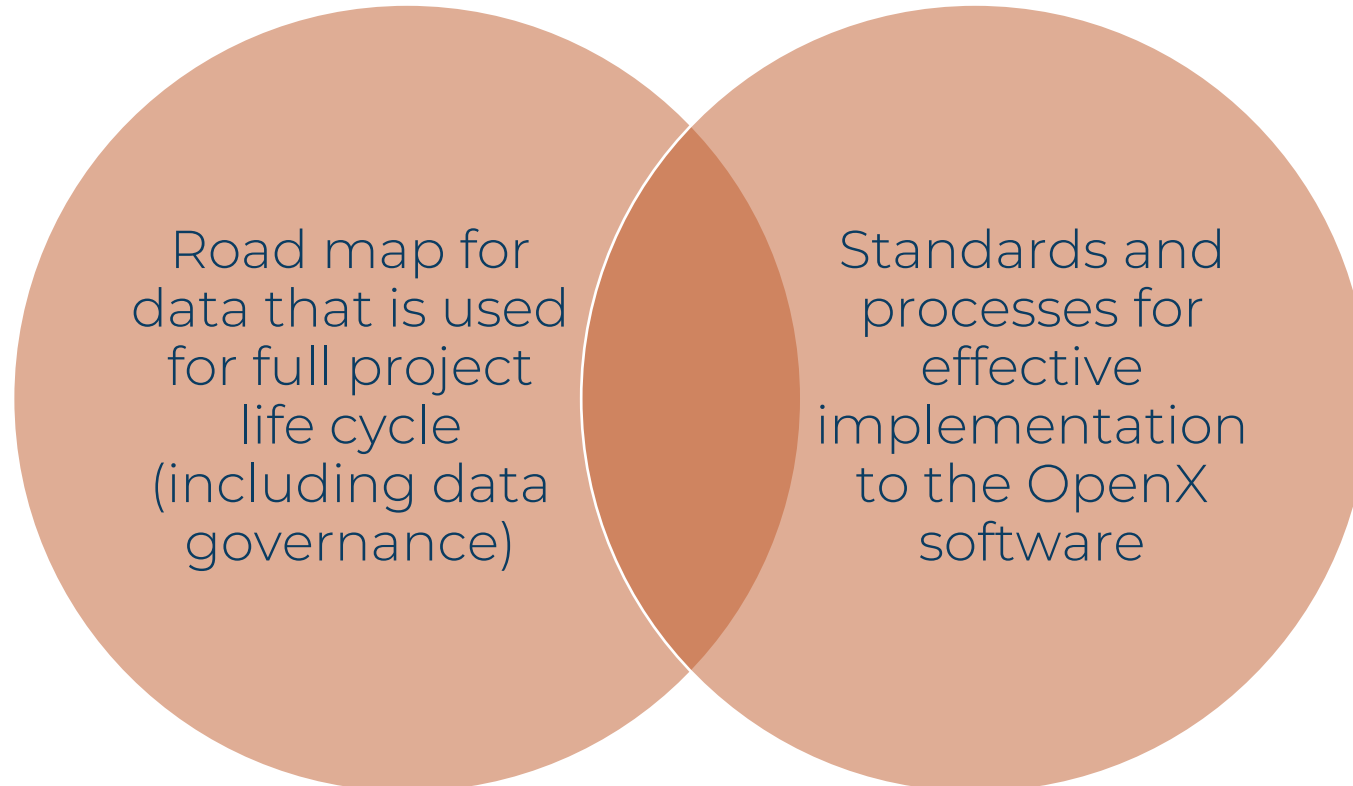 Road map for
data that is used
for full project
life cycle
(including data
governance)
Standards and
processes for
effective
implementation
to the OpenX
software